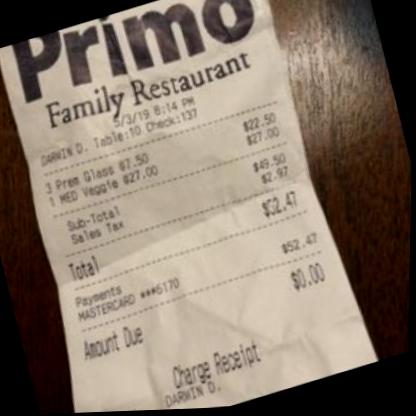 Primo
Family Restaurant
5/3/19 8:14 PM
DARWIN D. Table:10 Check:137
3 Prem Glass @7.50 $22.50
1 MED Veggie @27.00 $27.00
Sub-Total $49.50
Sales Tax $2.97
Total $52.47
Payments
MASTERCARD ***6170 $52.47
Amount Due $0.00
Charge Receipt
DARWIN D.